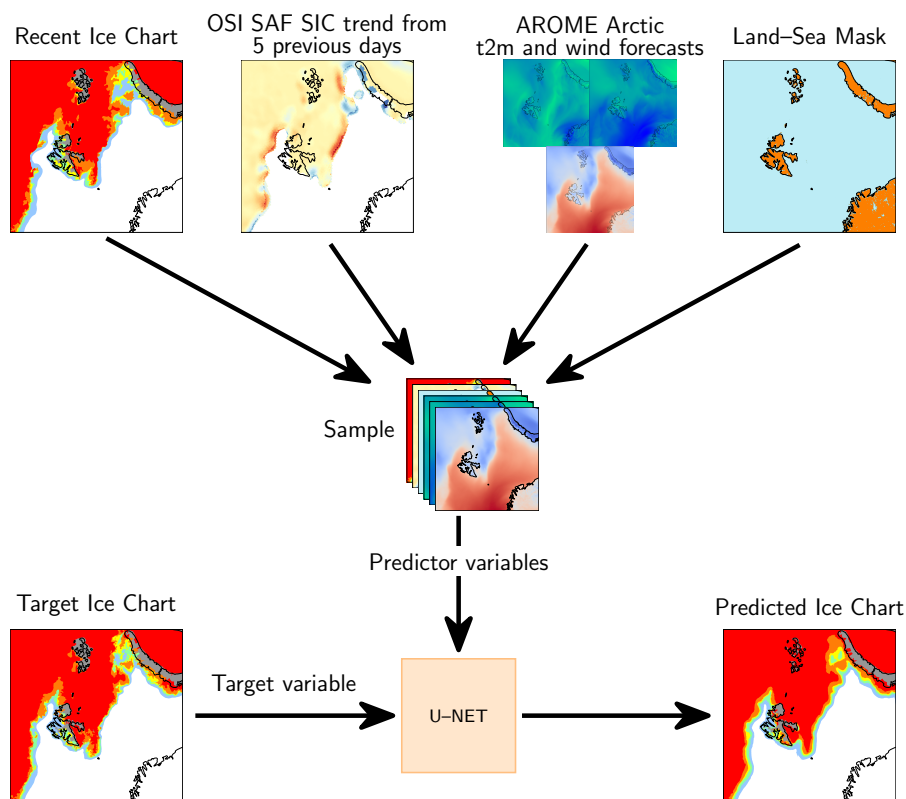 Recent Ice Chart
OSI SAF SIC trend from
5 previous days
AROME Arctic
t2m and wind forecasts
Land–Sea Mask
Sample
Predictor variables
Target Ice Chart
Target variable
U–NET
Predicted Ice Chart